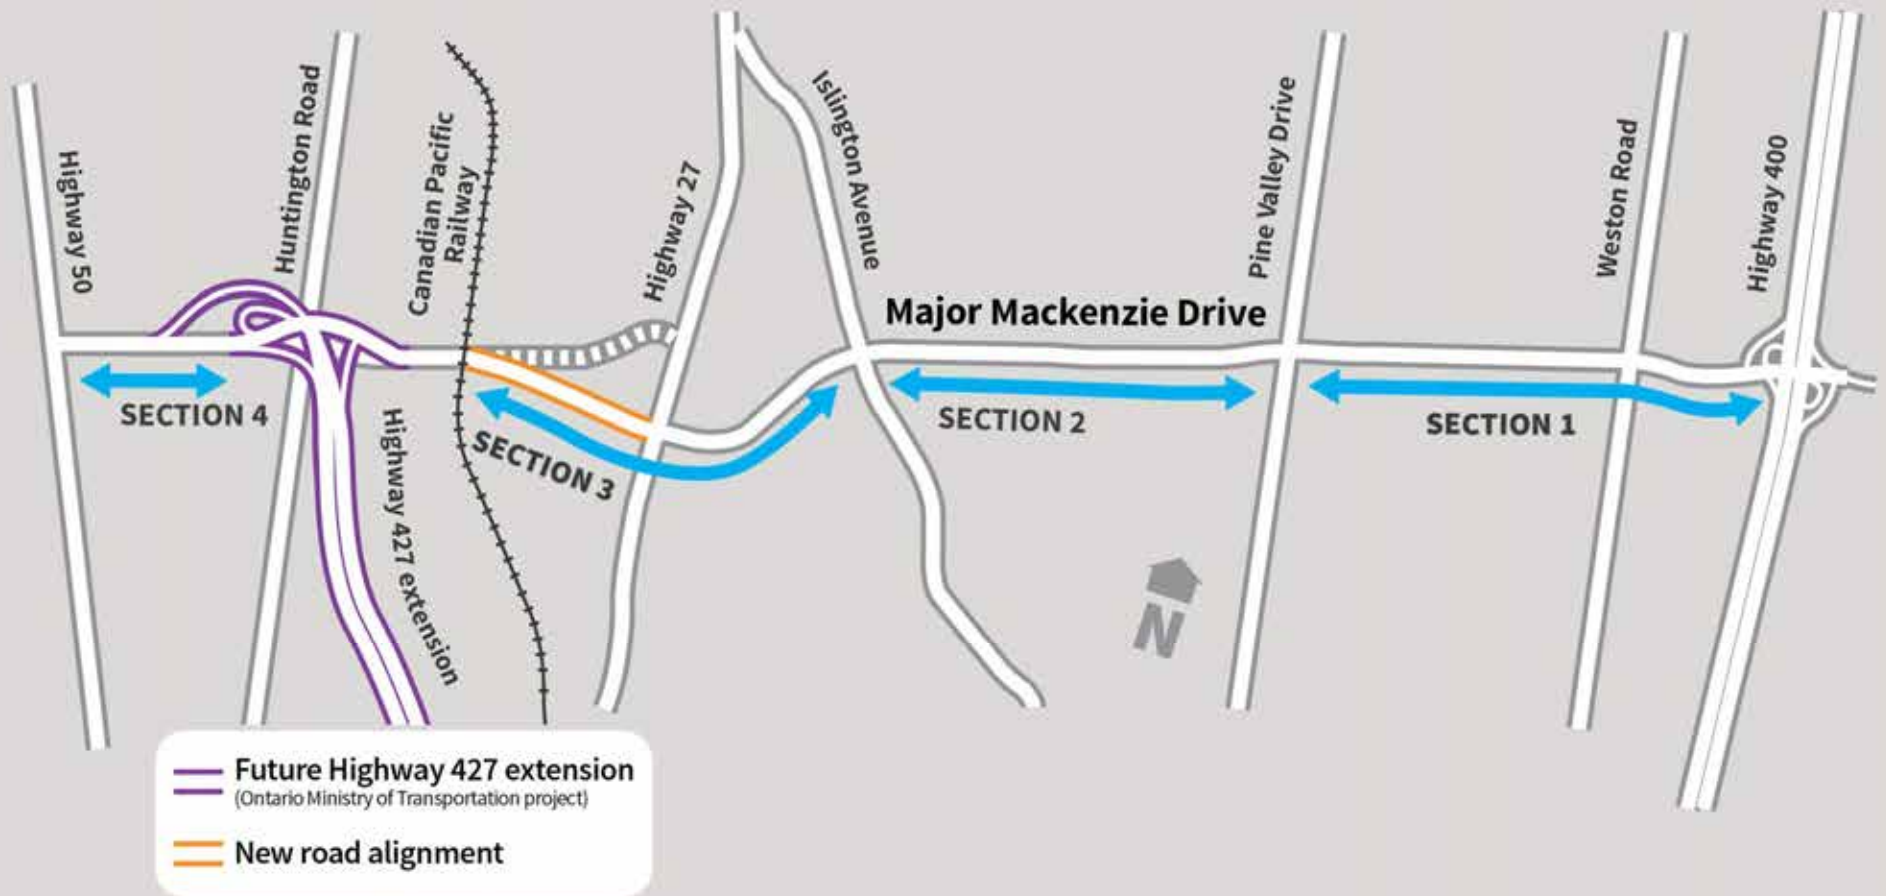 Highway 50
Huntington Road
Canadian Pacific
Railway
Highway 27
Islington Avenue
Pine Valley Drive
Weston Road
Highway 400
Major Mackenzie Drive
SECTION 4
SECTION 3
SECTION 2
SECTION 1
Highway 427 extension
N
Future Highway 427 extension
(Ontario Ministry of Transportation project)
New road alignment